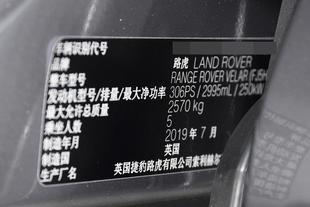 车辆识别代号
品牌 路虎 LAND ROVER
整车型号 RANGE ROVER VELAR (FJSH
发动机型号/排量/最大净功率 306PS / 2995mL / 250kW
最大允许总质量 2570 kg
乘坐人数 5
制造年月 2019 年 7 月
制造国 英国
生产厂名 英国捷豹路虎有限公司索利赫尔